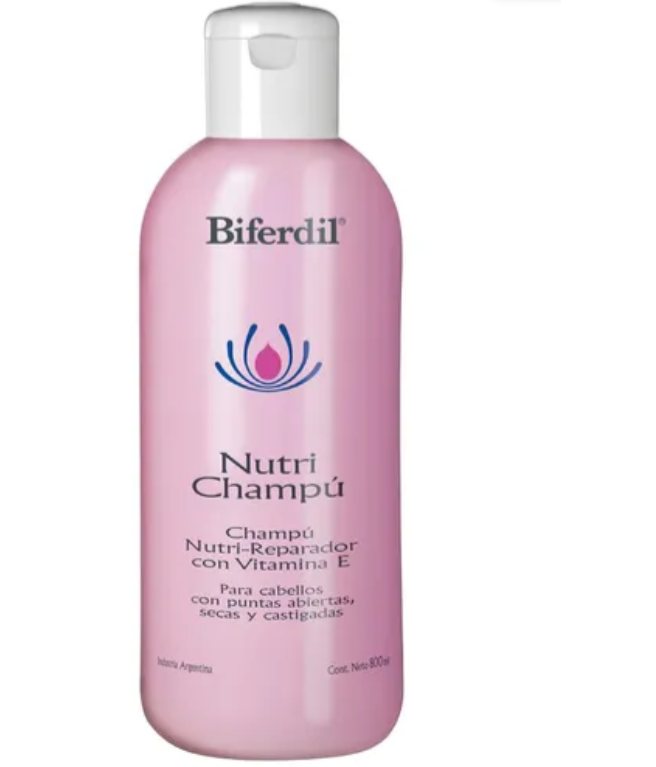 Biferdil®
Nutri
Champú
Champú
Nutri-Reparador
con Vitamina E
Para cabellos
con puntas abiertas,
secas y castigadas
Industria Argentina
Cont. Neto 800 ml